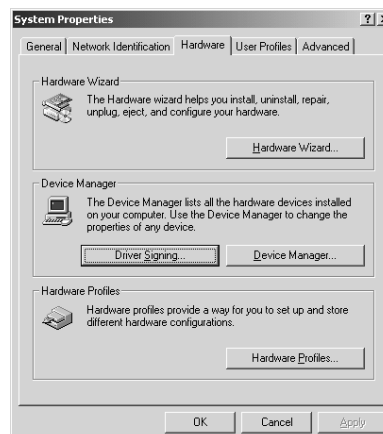 System Properties
General Network Identification Hardware User Profiles Advanced
Hardware Wizard
The Hardware wizard helps you install, uninstall, repair,
unplug, eject, and configure your hardware.
Hardware Wizard...
Device Manager
The Device Manager lists all the hardware devices installed
on your computer. Use the Device Manager to change the
properties of any device.
Driver Signing... Device Manager...
Hardware Profiles
Hardware profiles provide a way for you to set up and store
different hardware configurations.
Hardware Profiles...
OK Cancel Apply